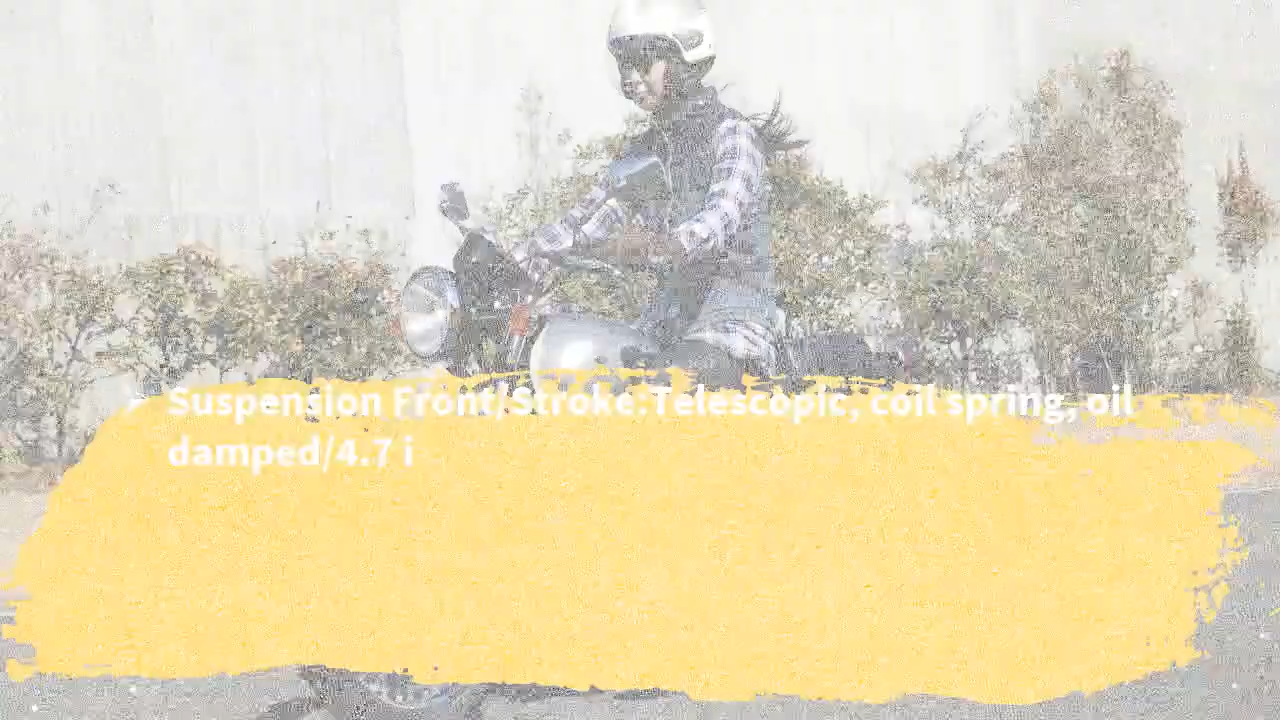 Suspension Front/Stroke:Telescopic, coil spring, oil
damped/4.7 i